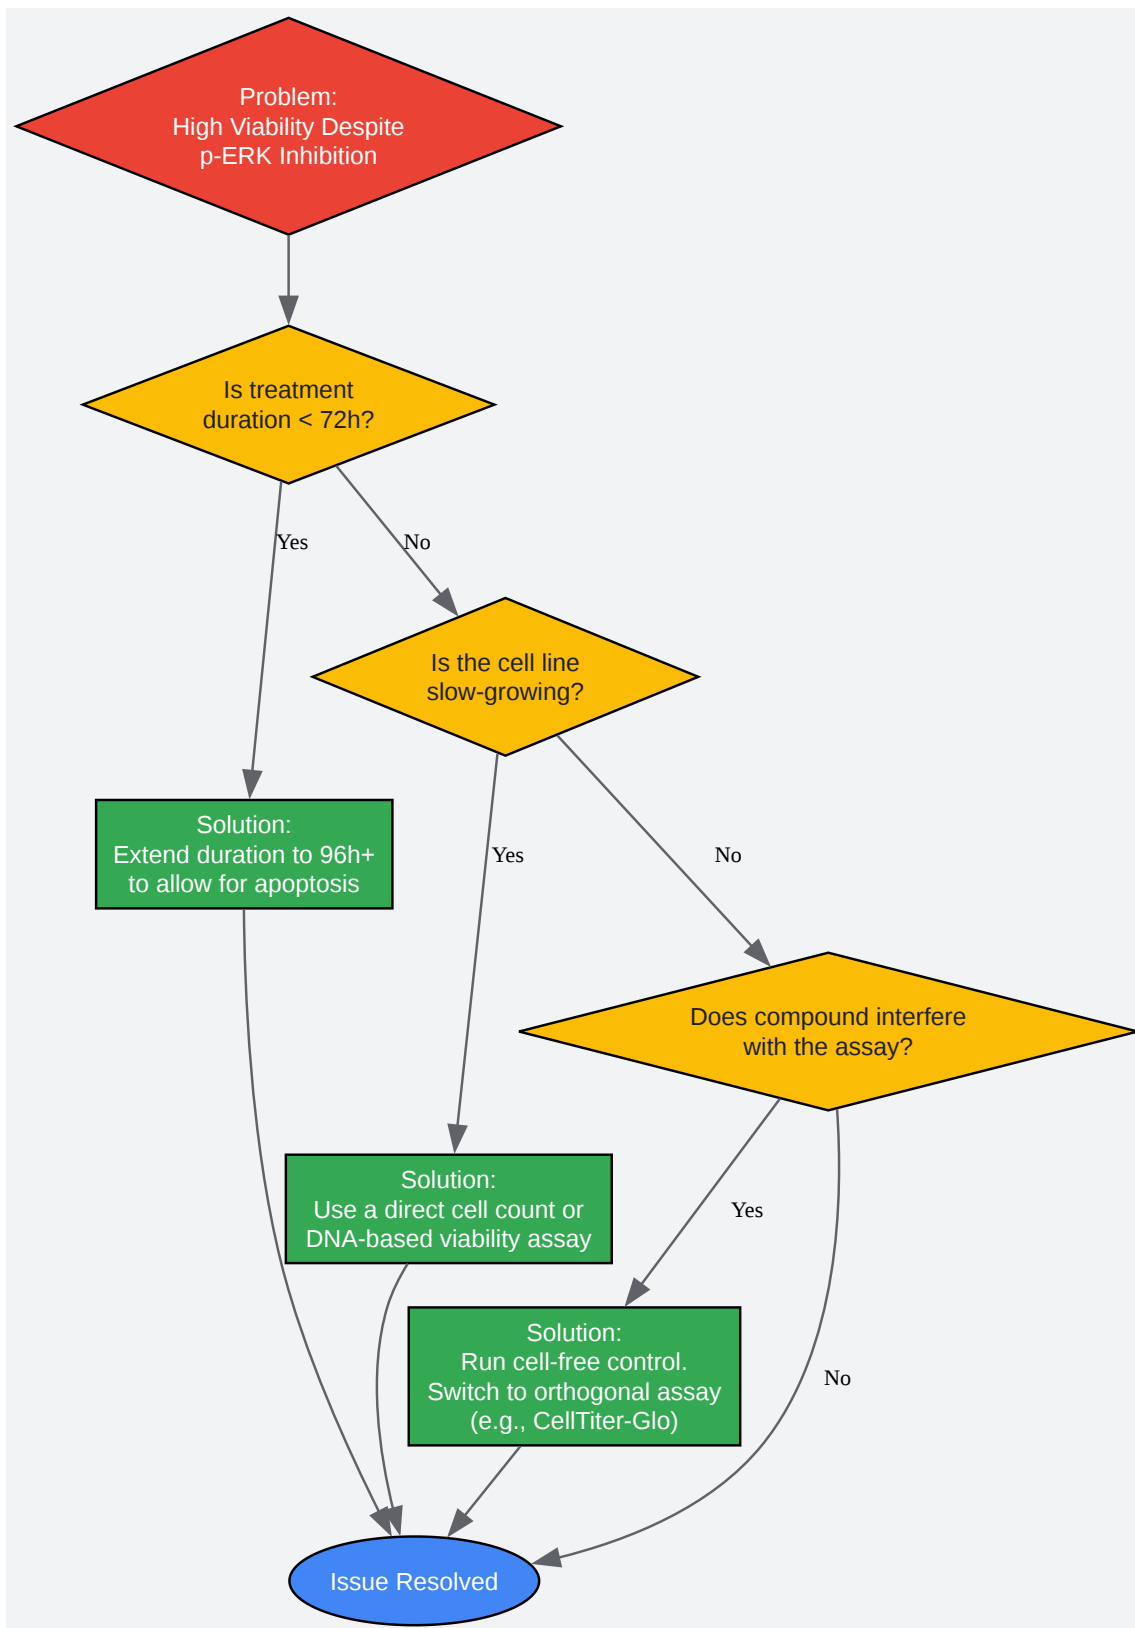 Problem:
High Viability Despite
p-ERK Inhibition
Is treatment
duration < 72h?
Yes
No
Is the cell line
slow-growing?
Solution:
Extend duration to 96h+
to allow for apoptosis
Yes
No
Does compound interfere
with the assay?
Solution:
Use a direct cell count or
DNA-based viability assay
Yes
Solution:
Run cell-free control.
Switch to orthogonal assay
(e.g., CellTiter-Glo)
No
Issue Resolved